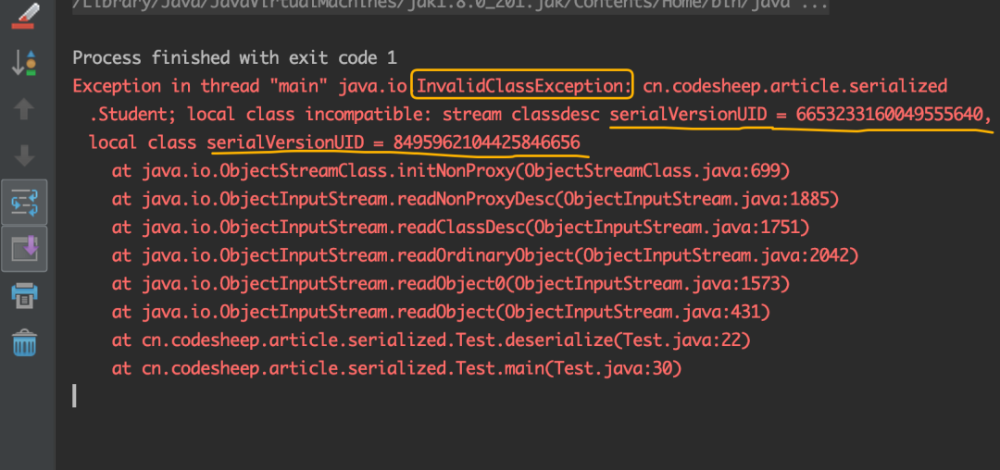 /Library/Java/JavaVirtualMachines/jdk1.8.0_201.jdk/Contents/Home/bin/java ...
Process finished with exit code 1
Exception in thread "main" java.io InvalidClassException: cn.codesheep.article.serialized
.Student; local class incompatible: stream classdesc serialVersionUID = 6653233160049555640,
local class serialVersionUID = 8495962104425846656
at java.io.ObjectStreamClass.initNonProxy(ObjectStreamClass.java:699)
at java.io.ObjectInputStream.readNonProxyDesc(ObjectInputStream.java:1885)
at java.io.ObjectInputStream.readClassDesc(ObjectInputStream.java:1751)
at java.io.ObjectInputStream.readOrdinaryObject(ObjectInputStream.java:2042)
at java.io.ObjectInputStream.readObject0(ObjectInputStream.java:1573)
at java.io.ObjectInputStream.readObject(ObjectInputStream.java:431)
at cn.codesheep.article.serialized.Test.deserialize(Test.java:22)
at cn.codesheep.article.serialized.Test.main(Test.java:30)